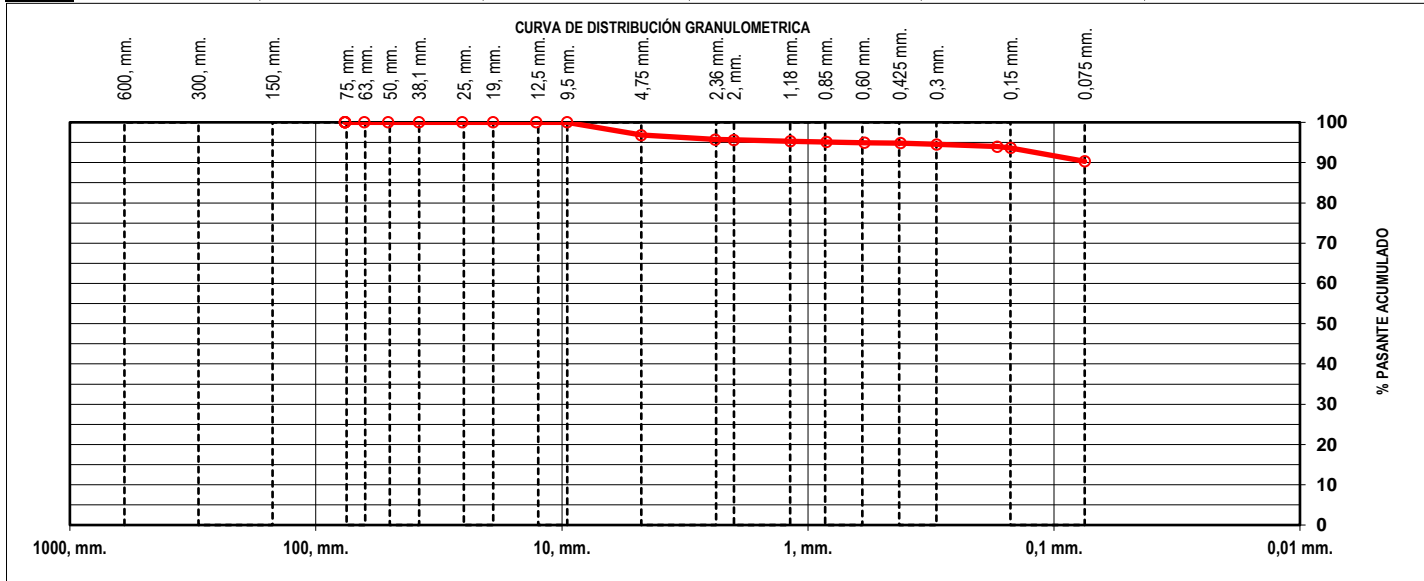 CURVA DE DISTRIBUCIÓN GRANULOMETRICA
600, mm.
300, mm.
150, mm.
75, mm.
63, mm.
50, mm.
38,1 mm.
25, mm.
19, mm.
12,5 mm.
9,5 mm.
4,75 mm.
2,36 mm.
2, mm.
1,18 mm.
0,85 mm.
0,60 mm.
0,425 mm.
0,3 mm.
0,15 mm.
0,075 mm.
100
90
80
70
60
50
40
30
20
10
0
% PASANTE ACUMULADO
1000, mm.
100, mm.
10, mm.
1, mm.
0,1 mm.
0,01 mm.